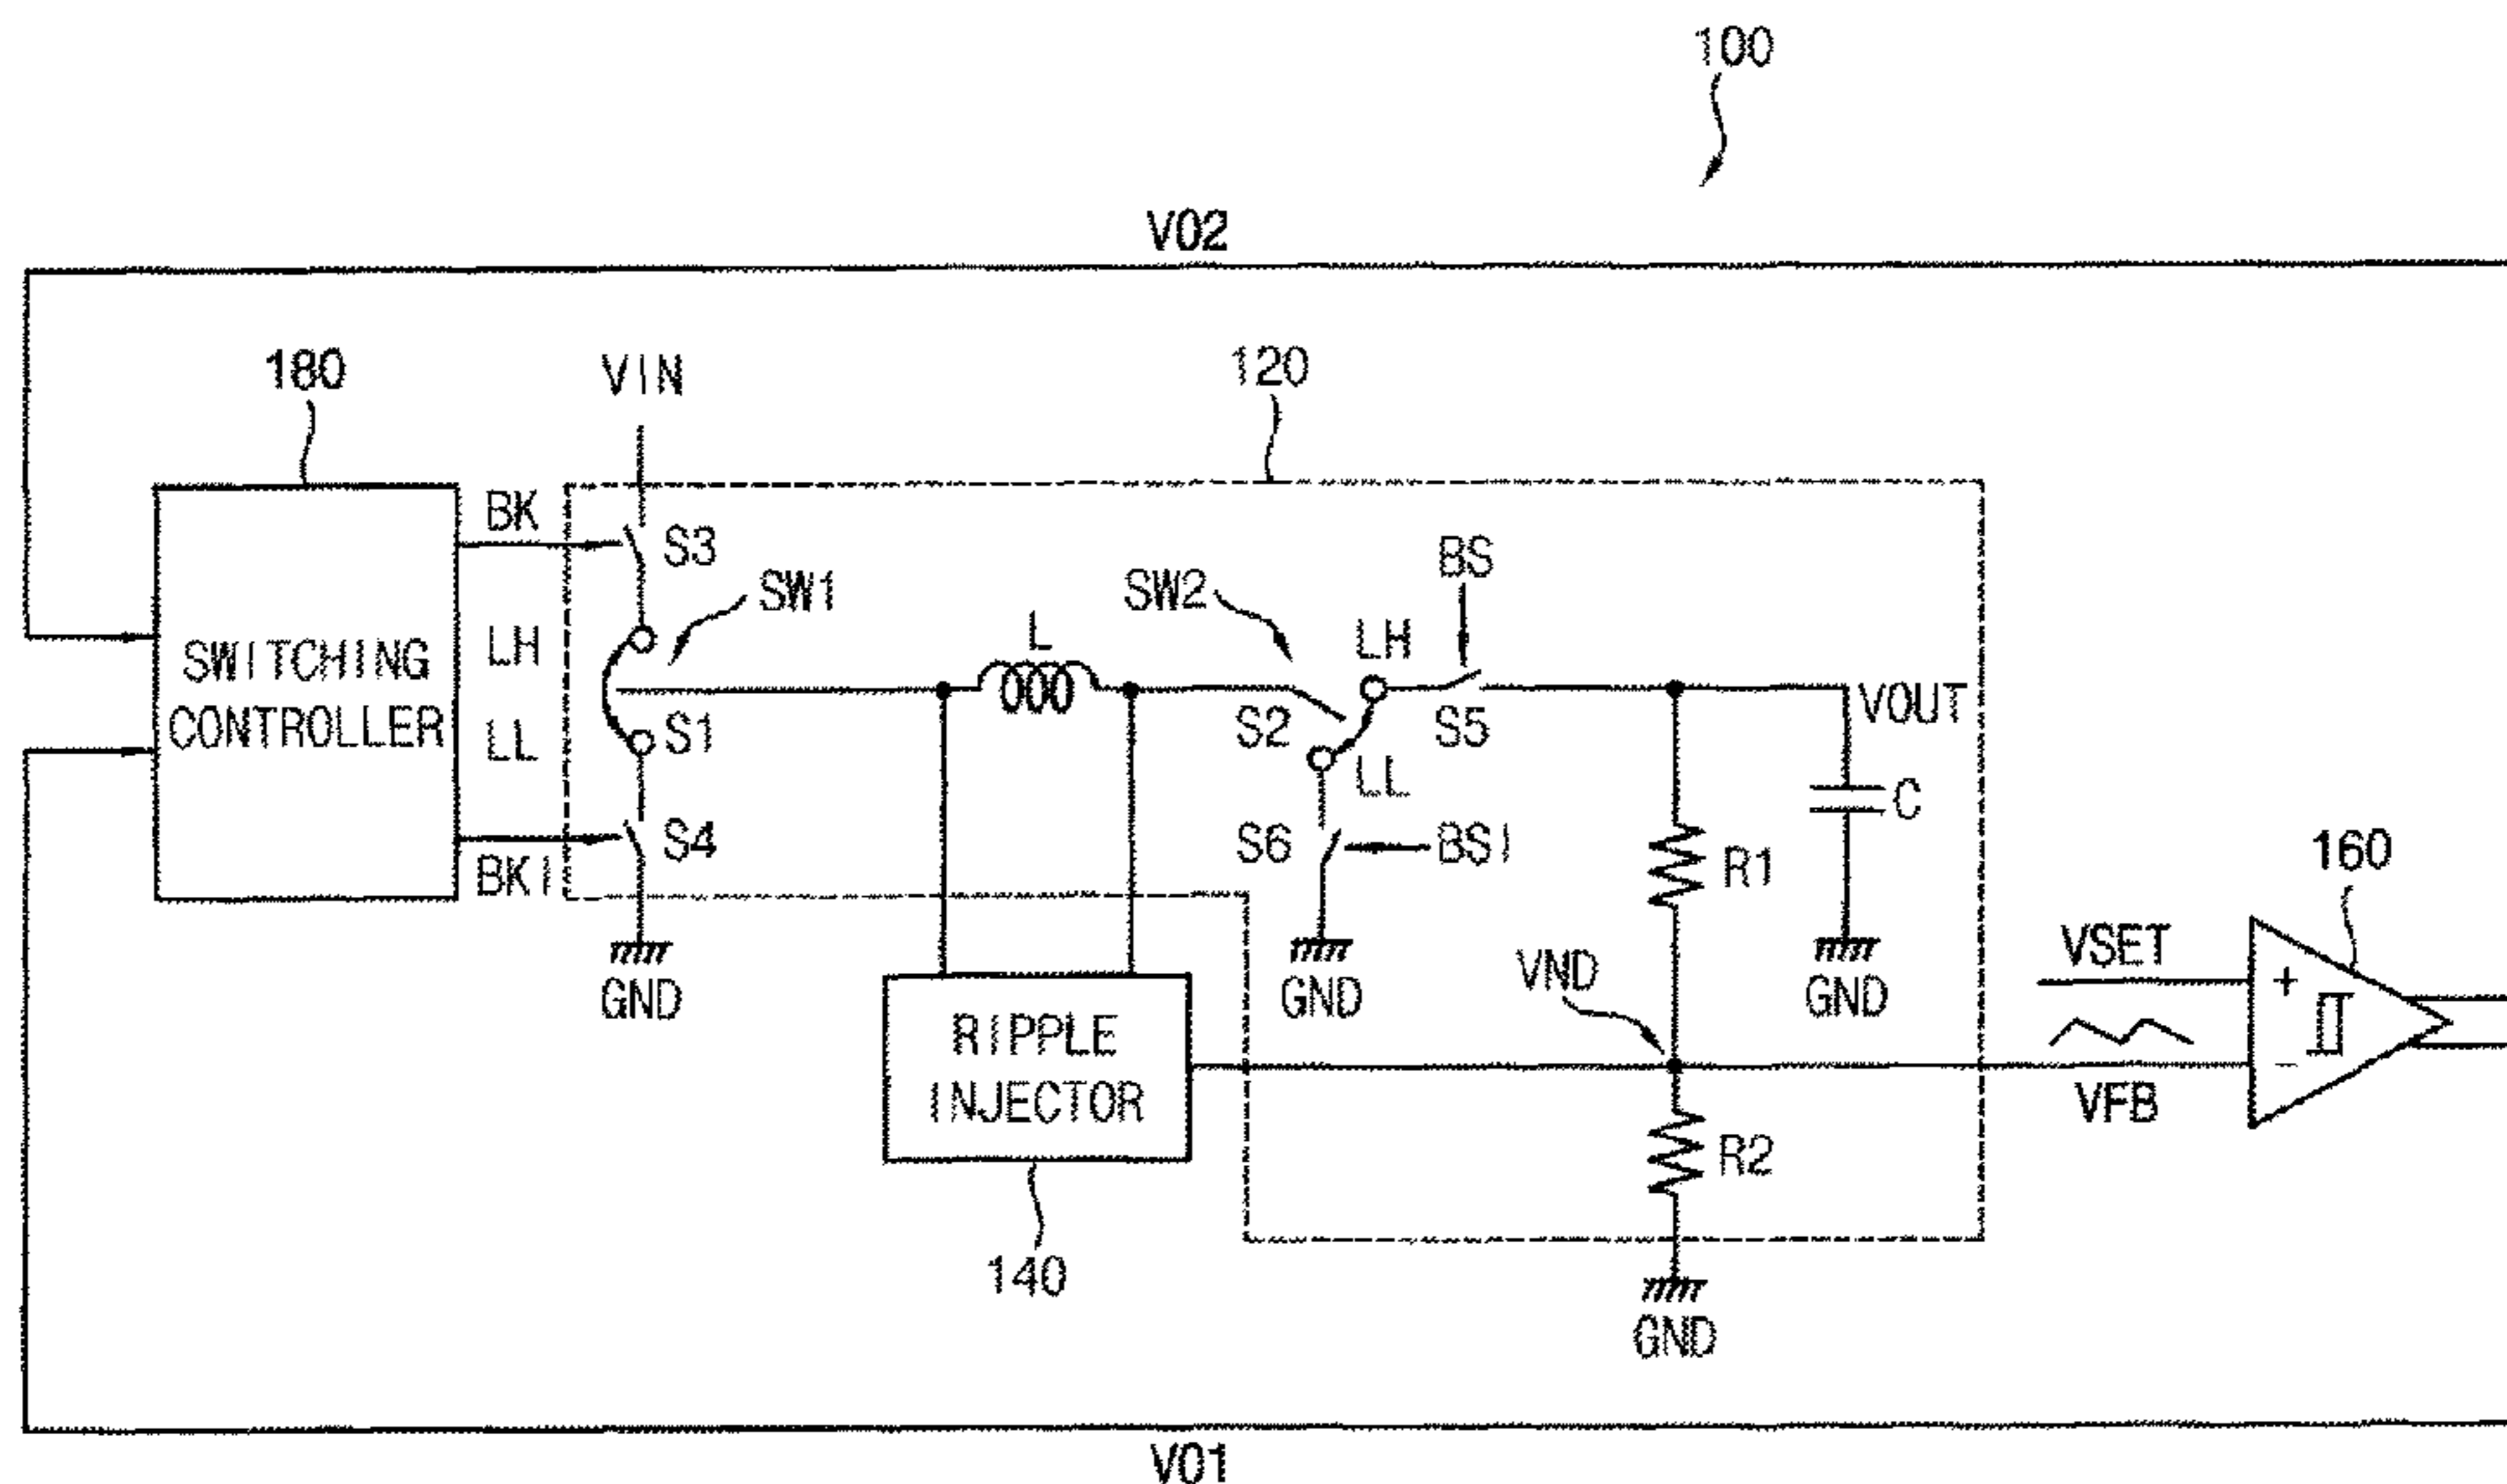 100
V02
180
VIN
120
BK
S3
SW1
SW2
BS
LH
L
LH
SWITCHING
CONTROLLER
LL
S1
S2
S5
VOUT
LL
C
S4
S6
BSI
R1
160
BKI
VSET
VND
GND
GND
GND
+
RIPPLE
INJECTOR
−
VFB
R2
140
GND
V01